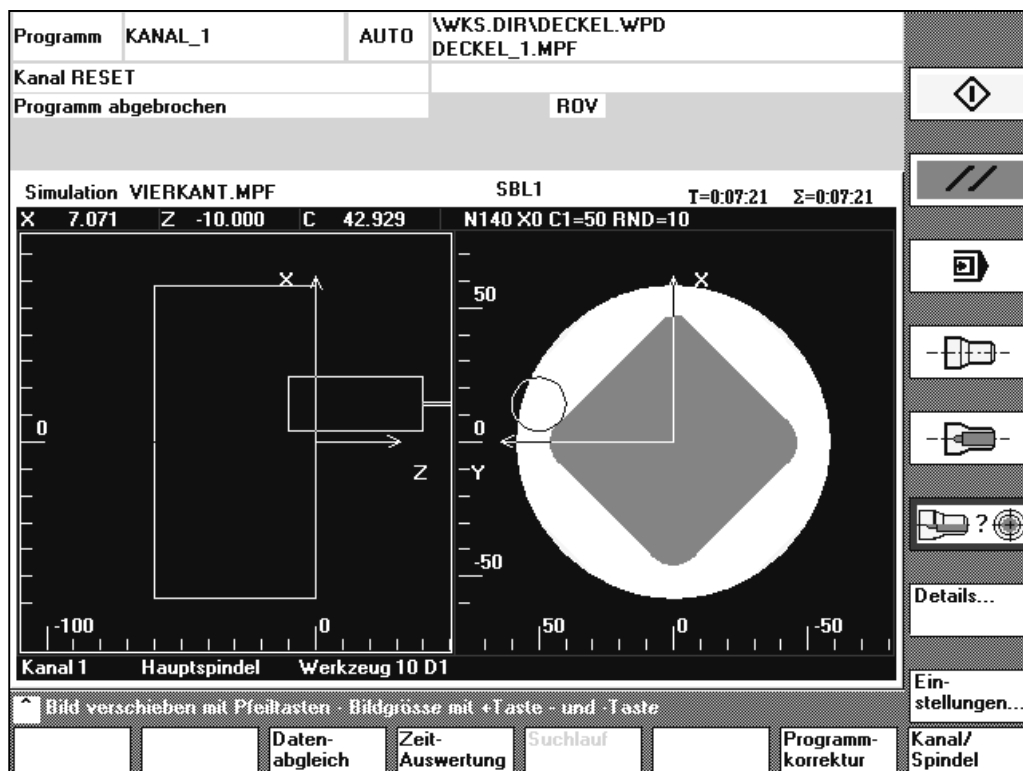 Programm KANAL_1 AUTO \WKS.DIR\DECKEL.WPD
DECKEL_1.MPF
Kanal RESET
Programm abgebrochen ROV
Simulation VIERKANT.MPF SBL1 T=0:07:21 Σ=0:07:21
X 7.071 Z -10.000 C 42.929 N140 X0 C1=50 RND=10
X X
50
0 0
Z Y
-50
-100 0 50 0 -50
Kanal 1 Hauptspindel Werkzeug 10 D1
^ Bild verschieben mit Pfeiltasten - Bildgrösse mit +Taste - und -Taste
?
Details...
Ein-
stellungen...
Daten-
abgleich
Zeit-
Auswertung
Suchlauf
Programm-
korrektur
Kanal/
Spindel